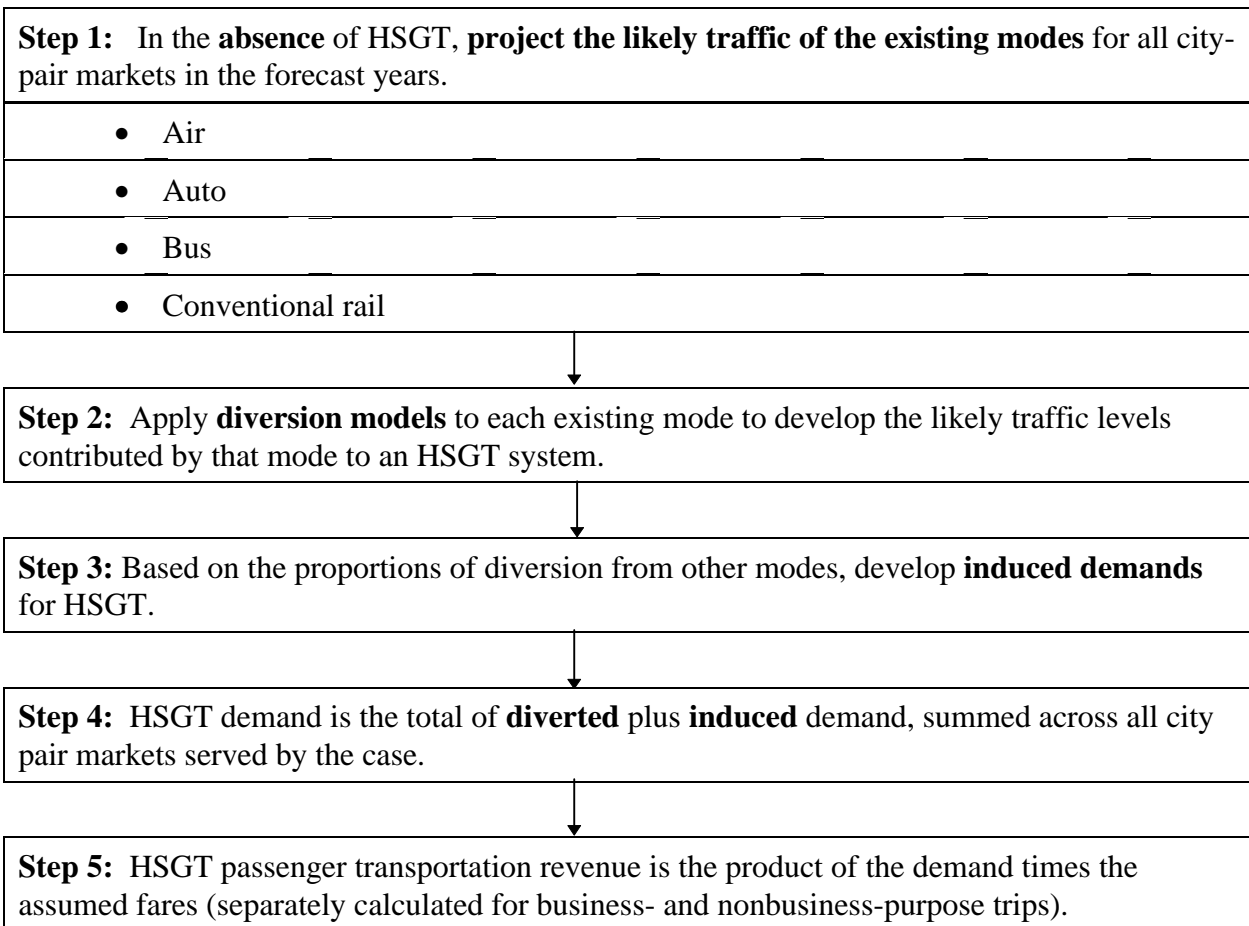 Step 1: In the absence of HSGT, project the likely traffic of the existing modes for all city-
pair markets in the forecast years.
• Air
• Auto
• Bus
• Conventional rail
Step 2: Apply diversion models to each existing mode to develop the likely traffic levels
contributed by that mode to an HSGT system.
Step 3: Based on the proportions of diversion from other modes, develop induced demands
for HSGT.
Step 4: HSGT demand is the total of diverted plus induced demand, summed across all city
pair markets served by the case.
Step 5: HSGT passenger transportation revenue is the product of the demand times the
assumed fares (separately calculated for business- and nonbusiness-purpose trips).